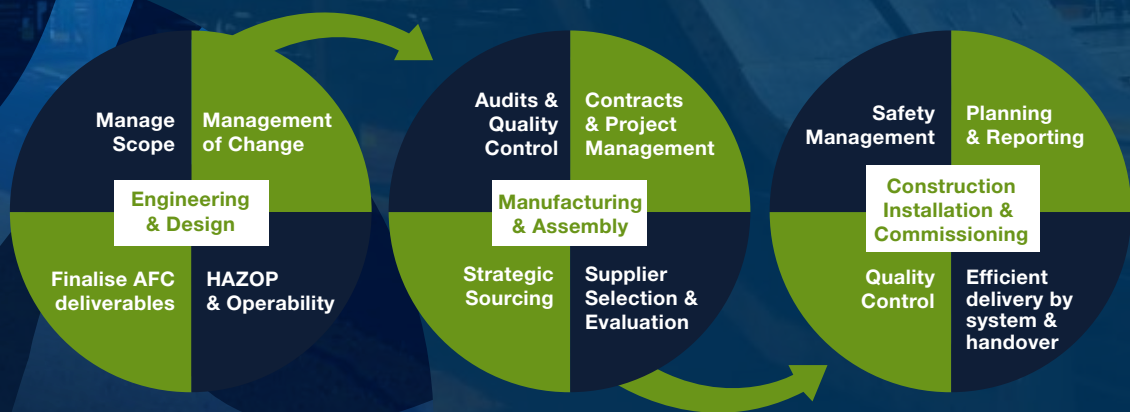 Manage
Scope
Management
of Change
Engineering
& Design
Finalise AFC
deliverables
HAZOP
& Operability
Audits &
Quality
Control
Contracts
& Project
Management
Manufacturing
& Assembly
Strategic
Sourcing
Supplier
Selection &
Evaluation
Safety
Management
Planning
& Reporting
Construction
Installation &
Commissioning
Quality
Control
Efficient
delivery by
system &
handover